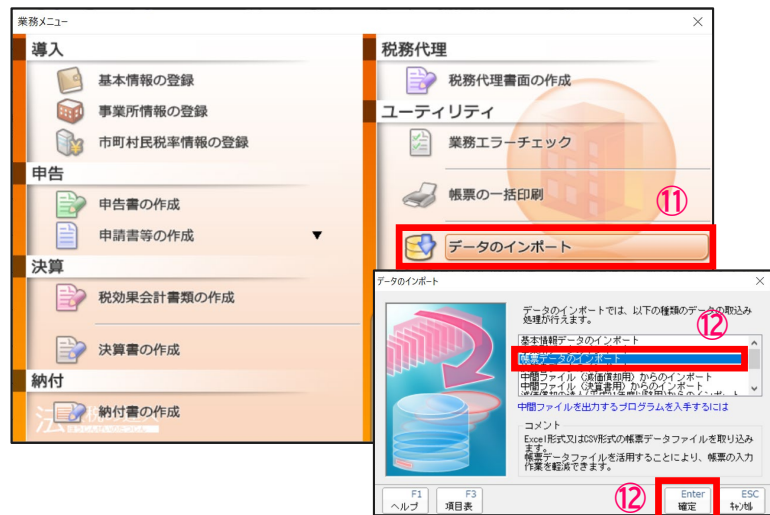 業務メニュー
導入
基本情報の登録
事業所情報の登録
市町村民税率情報の登録
申告
申告書の作成
申請書等の作成 ▼
決算
税効果会計書類の作成
決算書の作成
納付
納付書の作成
税務代理
税務代理書面の作成
ユーティリティ
業務エラーチェック
帳票の一括印刷
⑪
データのインポート
データのインポート
データのインポートでは、以下の種類のデータの取込み
処理が行えます。
⑫
基本情報データのインポート
帳票データのインポート
中間ファイル（減価償却用）からのインポート
中間ファイル（決算書用）からのインポート
中間ファイルを出力するプログラムを入手するには
コメント
Excel形式又はCSV形式の帳票データファイルを取り込み
ます。
帳票データファイルを活用することにより、帳票の入力
作業を軽減できます。
F1
ヘルプ
F3
項目表
⑫
Enter
確定
ESC
ｷｬﾝｾﾙ